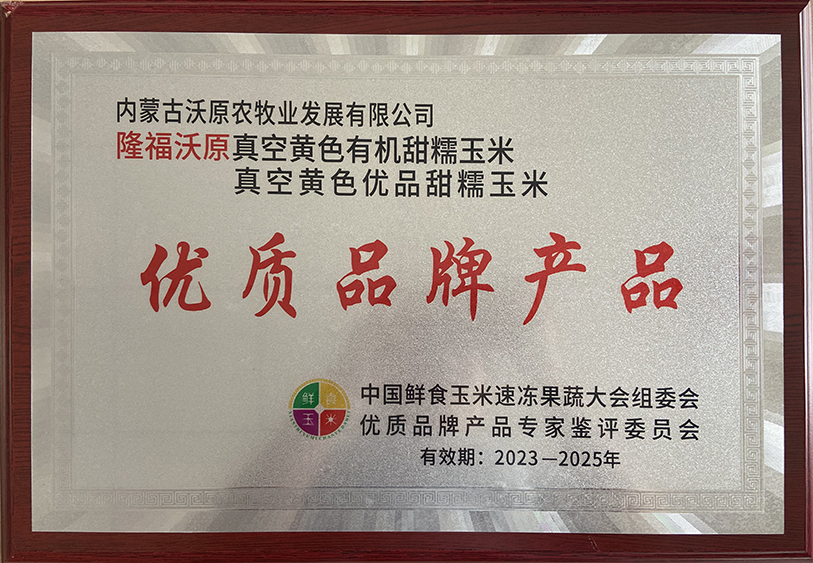 内蒙古沃原农牧业发展有限公司
隆福沃原真空黄色有机甜糯玉米
真空黄色优品甜糯玉米
优质品牌产品
鲜食
玉米
中国鲜食玉米速冻果蔬大会组委会
优质品牌产品专家鉴评委员会
有效期：2023—2025年